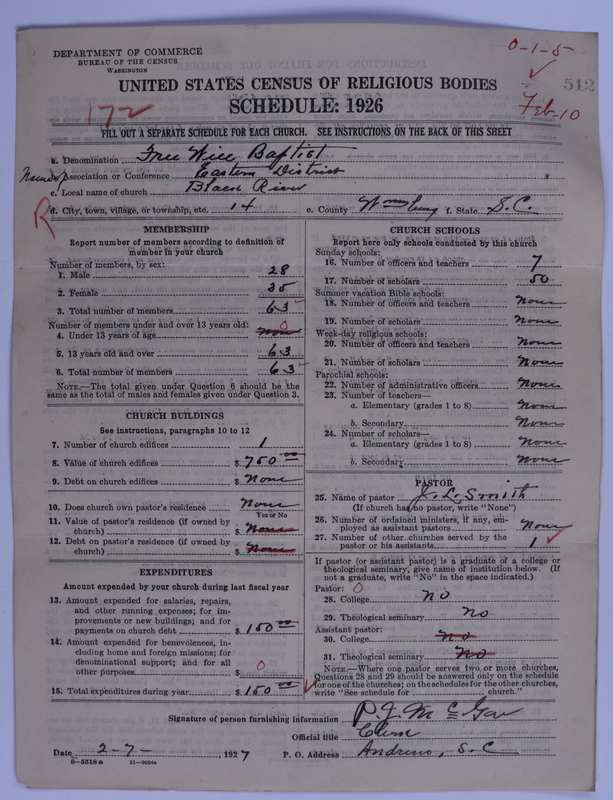 DEPARTMENT OF COMMERCE
BUREAU OF THE CENSUS
WASHINGTON
0-1-5
512
UNITED STATES CENSUS OF RELIGIOUS BODIES
SCHEDULE: 1926
172
Feb-10
FILL OUT A SEPARATE SCHEDULE FOR EACH CHURCH. SEE INSTRUCTIONS ON THE BACK OF THIS SHEET
a. Denomination Free Will Baptist
b. Association or Conference Eastern District
c. Local name of church Black River
R
d. City, town, village, or township, etc. 14 e. County Wmsburg f. State S.C.
MEMBERSHIP
Report number of members according to definition of
member in your church
Number of members, by sex:
1. Male 28
2. Female 35
3. Total number of members 63
Number of members under and over 13 years old:
4. Under 13 years of age None 0
5. 13 years old and over 63
6. Total number of members 63
NOTE.—The total given under Question 6 should be the
same as the total of males and females given under Question 3.
CHURCH BUILDINGS
See instructions, paragraphs 10 to 12
7. Number of church edifices 1
8. Value of church edifices $ 750 00
9. Debt on church edifices $ None
10. Does church own pastor's residence None
Yes or No
11. Value of pastor's residence (if owned by
church) $ None
12. Debt on pastor's residence (if owned by
church) $ None
EXPENDITURES
Amount expended by your church during last fiscal year
13. Amount expended for salaries, repairs,
and other running expenses; for im-
provements or new buildings; and for
payments on church debt $ 150 00
14. Amount expended for benevolences, in-
cluding home and foreign missions; for
denominational support; and for all
other purposes $ 0
15. Total expenditures during year $ 150 00
CHURCH SCHOOLS
Report here only schools conducted by this church
Sunday schools:
16. Number of officers and teachers 7
17. Number of scholars 50
Summer vacation Bible schools:
18. Number of officers and teachers None
19. Number of scholars None
Week-day religious schools:
20. Number of officers and teachers None
21. Number of scholars None
Parochial schools:
22. Number of administrative officers None
23. Number of teachers—
a. Elementary (grades 1 to 8) None
b. Secondary None
24. Number of scholars—
a. Elementary (grades 1 to 8) None
b. Secondary None
PASTOR
25. Name of pastor J. L. Smith
(If church has no pastor, write "None")
26. Number of ordained ministers, if any, em-
ployed as assistant pastors None
27. Number of other churches served by the
pastor or his assistants 1
If pastor (or assistant pastor) is a graduate of a college or
theological seminary, give name of institution below. (If
not a graduate, write "No" in the space indicated.)
Pastor: 0
28. College No
29. Theological seminary No
Assistant pastor:
30. College No
31. Theological seminary No
NOTE.—Where one pastor serves two or more churches,
Questions 28 and 29 should be answered only on the schedule
for one of the churches; on the schedules for the other churches,
write "See schedule for church."
Signature of person furnishing information P. J. McGar
Official title
Date 2-7-, 1927 P. O. Address Andrews, S.C.
8-5518 a 11-9024a